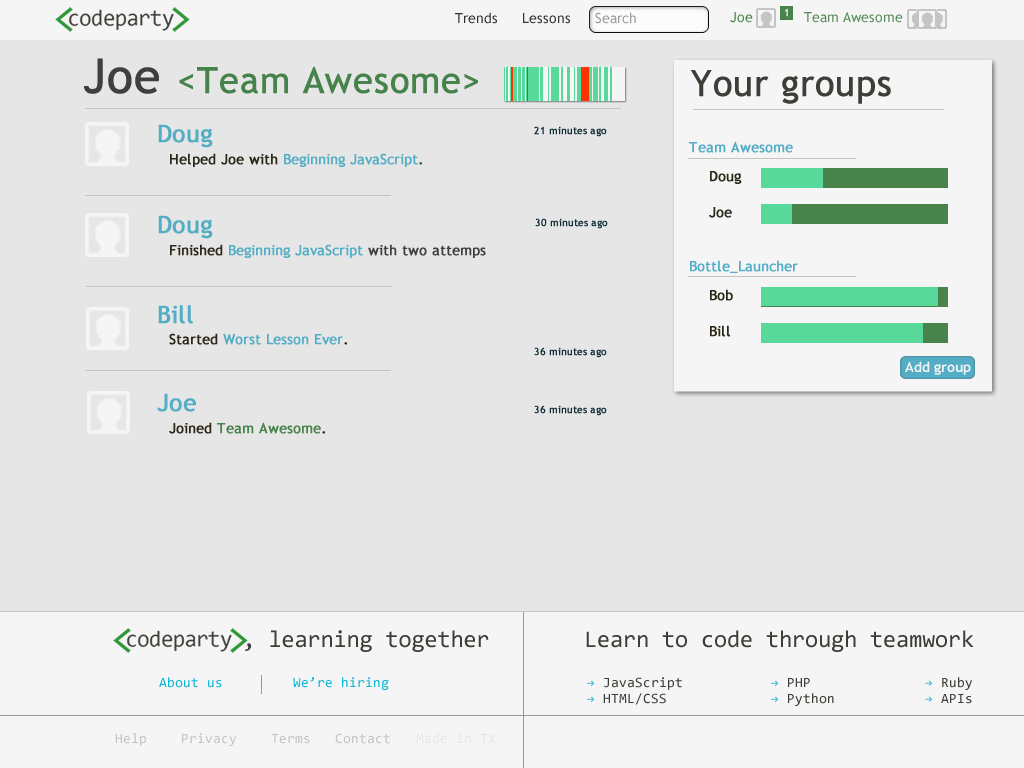 <codeparty>
Trends Lessons Search Joe 1 Team Awesome
Joe <Team Awesome>
Doug 21 minutes ago
Helped Joe with Beginning JavaScript.
Doug 30 minutes ago
Finished Beginning JavaScript with two attemps
Bill
Started Worst Lesson Ever.
36 minutes ago
Joe 36 minutes ago
Joined Team Awesome.
Your groups
Team Awesome
Doug
Joe
Bottle_Launcher
Bob
Bill
Add group
<codeparty>, learning together
About us We're hiring
Learn to code through teamwork
→ JavaScript → PHP → Ruby
→ HTML/CSS → Python → APIs
Help Privacy Terms Contact Made in TX